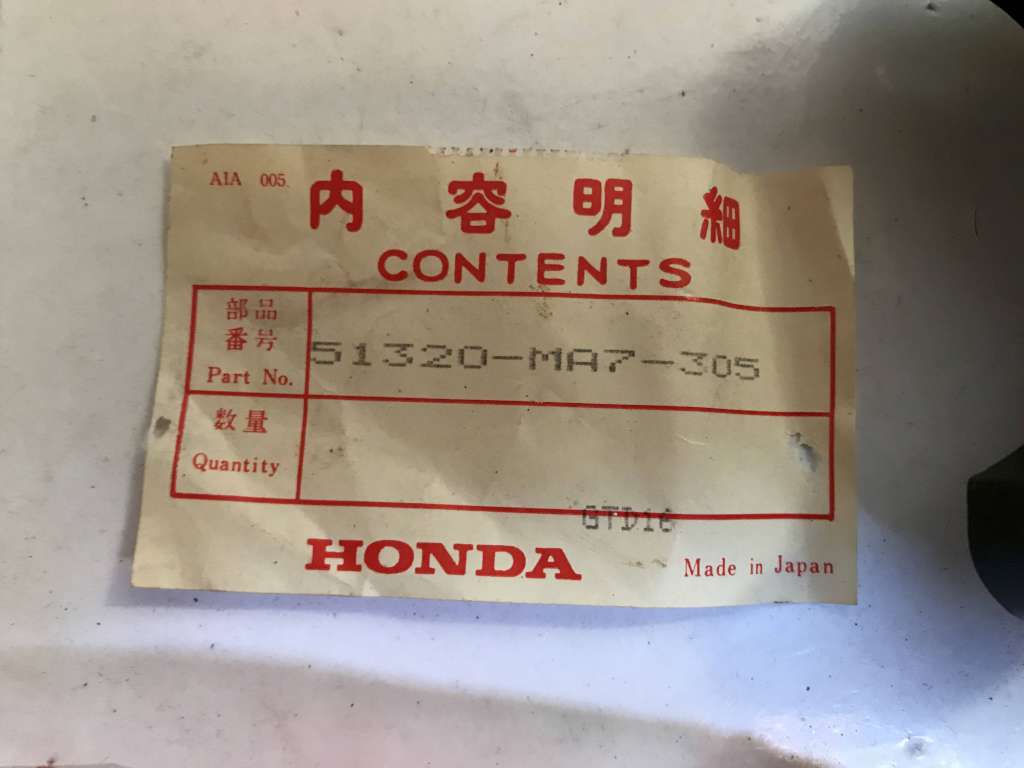 AIA 005
内容明細
CONTENTS
部品
番号
Part No.
51320-MA7-305
数量
Quantity
GTD16
HONDA
Made in Japan